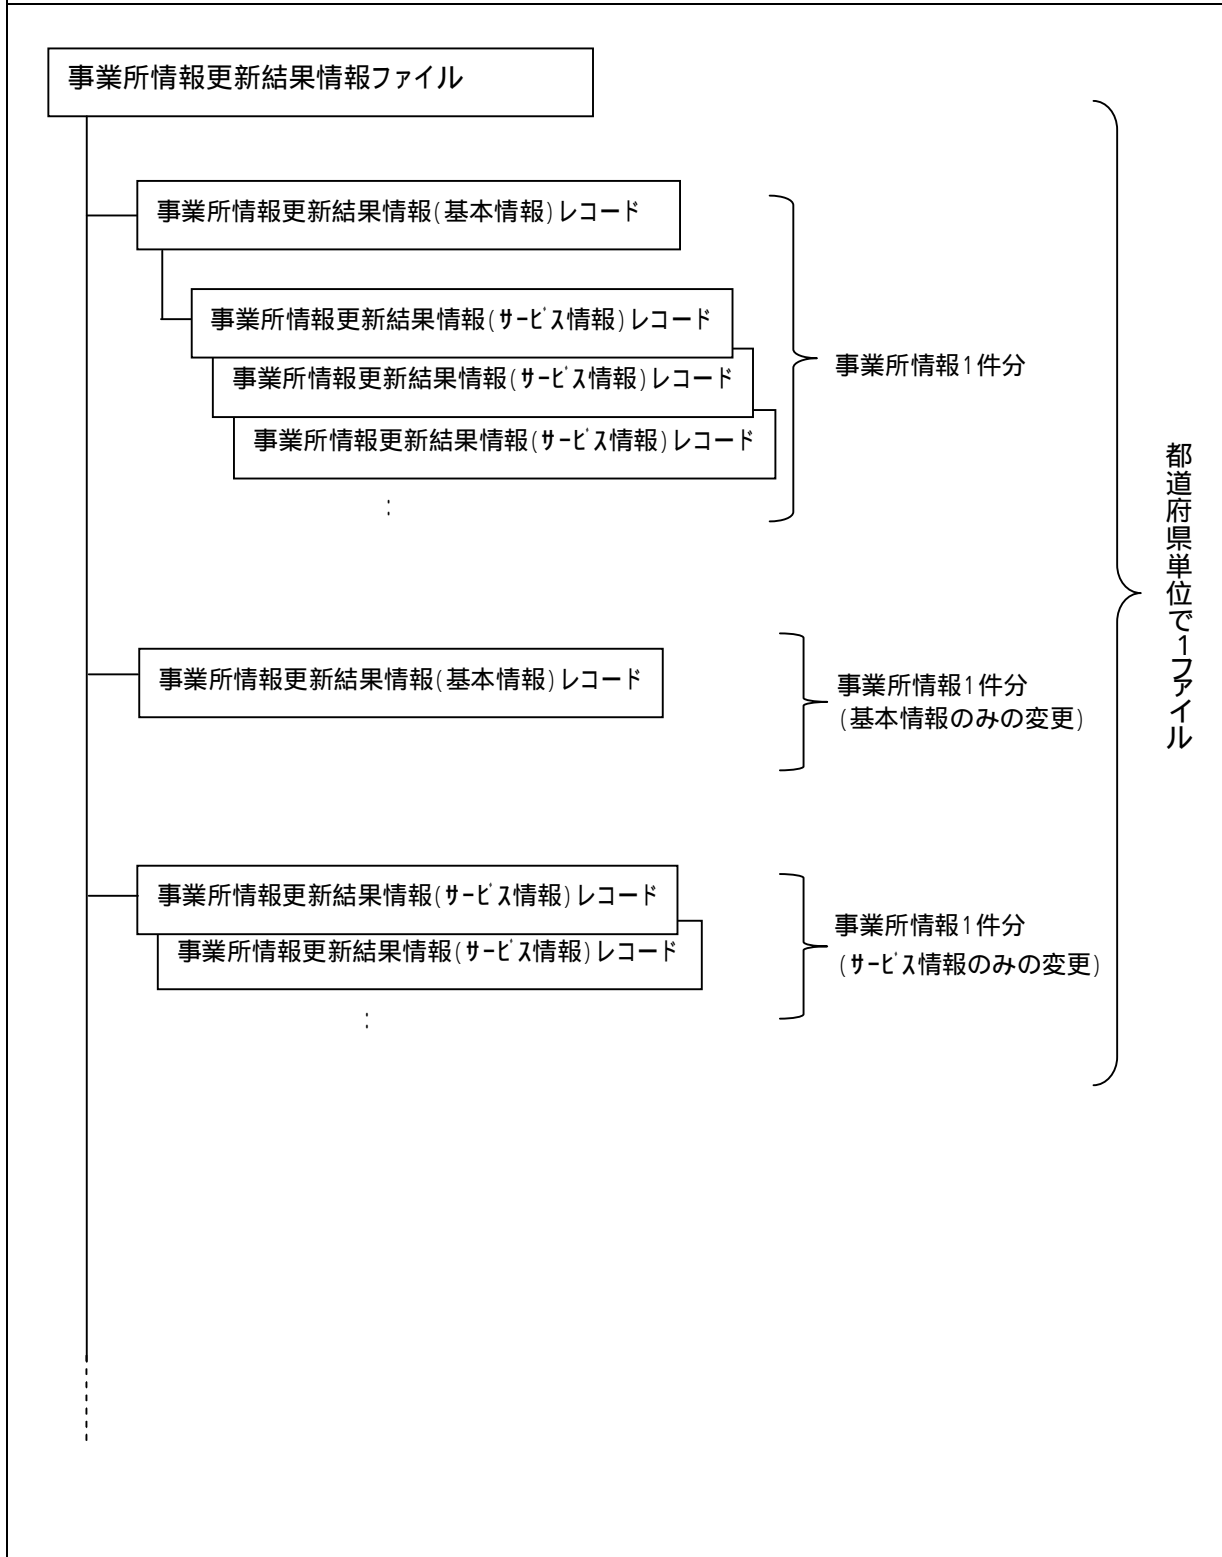 事業所情報更新結果情報ファイル
事業所情報更新結果情報(基本情報)レコード
事業所情報更新結果情報(ｻｰﾋﾞｽ情報)レコード
事業所情報更新結果情報(ｻｰﾋﾞｽ情報)レコード
事業所情報更新結果情報(ｻｰﾋﾞｽ情報)レコード
:
事業所情報1件分
事業所情報更新結果情報(基本情報)レコード
事業所情報1件分
(基本情報のみの変更)
事業所情報更新結果情報(ｻｰﾋﾞｽ情報)レコード
事業所情報更新結果情報(ｻｰﾋﾞｽ情報)レコード
:
事業所情報1件分
(ｻｰﾋﾞｽ情報のみの変更)
都道府県単位で1ファイル